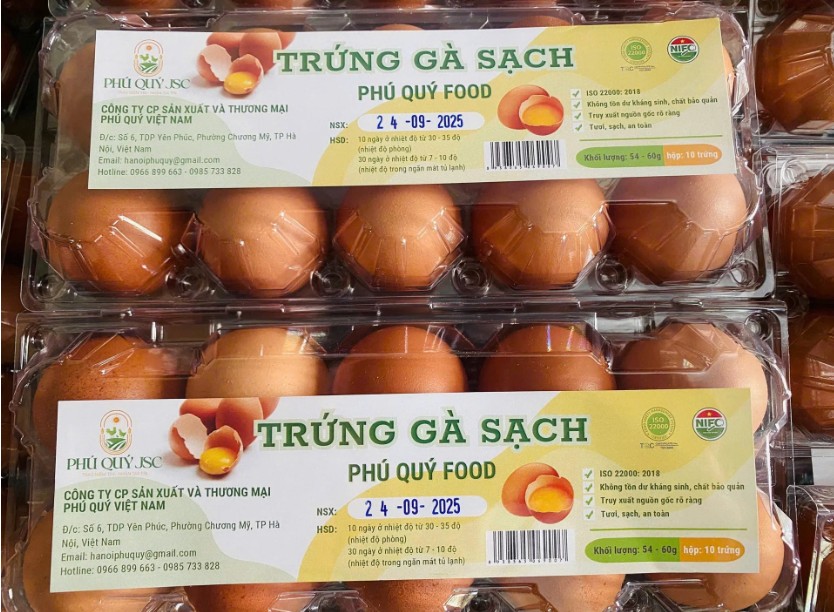 PHÚ QUÝ JSC
CÔNG TY CP SẢN XUẤT VÀ THƯƠNG MẠI
PHÚ QUÝ VIỆT NAM
Đ/c: Số 6, TDP Yên Phúc, Phường Chương Mỹ, TP Hà
Nội, Việt Nam
Email: hanoiphuquy@gmail.com
Hotline: 0966 899 663 - 0985 733 828
TRỨNG GÀ SẠCH
PHÚ QUÝ FOOD
NSX: 24-09-2025
HSD: 10 ngày ở nhiệt độ từ 30 - 35 độ
(nhiệt độ phòng)
30 ngày ở nhiệt độ từ 7 - 10 độ
(nhiệt độ trong ngăn mát tủ lạnh)
ISO
22000
NIFC
ISO 22000: 2018
Không tồn dư kháng sinh, chất bảo quản
Truy xuất nguồn gốc rõ ràng
Tươi, sạch, an toàn
Khối lượng: 54 - 60g hộp: 10 trứng
PHÚ QUÝ JSC
CÔNG TY CP SẢN XUẤT VÀ THƯƠNG MẠI
PHÚ QUÝ VIỆT NAM
Đ/c: Số 6, TDP Yên Phúc, Phường Chương Mỹ, TP Hà
Nội, Việt Nam
Email: hanoiphuquy@gmail.com
Hotline: 0966 899 663 - 0985 733 828
TRỨNG GÀ SẠCH
PHÚ QUÝ FOOD
NSX: 24-09-2025
HSD: 10 ngày ở nhiệt độ từ 30 - 35 độ
(nhiệt độ phòng)
30 ngày ở nhiệt độ từ 7 - 10 độ
(nhiệt độ trong ngăn mát tủ lạnh)
ISO
22000
NIFC
ISO 22000: 2018
Không tồn dư kháng sinh, chất bảo quản
Truy xuất nguồn gốc rõ ràng
Tươi, sạch, an toàn
Khối lượng: 54 - 60g hộp: 10 trứng